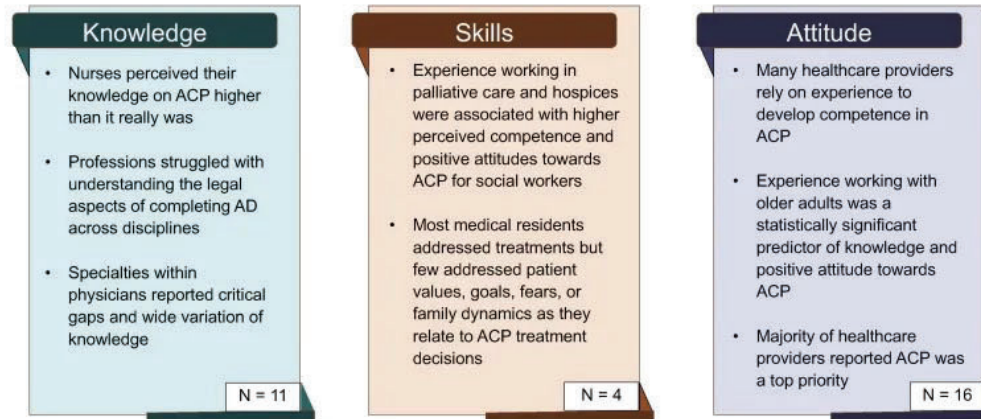 Knowledge
• Nurses perceived their
knowledge on ACP higher
than it really was
• Professions struggled with
understanding the legal
aspects of completing AD
across disciplines
• Specialties within
physicians reported critical
gaps and wide variation of
knowledge
N = 11
Skills
• Experience working in
palliative care and hospices
were associated with higher
perceived competence and
positive attitudes towards
ACP for social workers
• Most medical residents
addressed treatments but
few addressed patient
values, goals, fears, or
family dynamics as they
relate to ACP treatment
decisions
N = 4
Attitude
• Many healthcare providers
rely on experience to
develop competence in
ACP
• Experience working with
older adults was a
statistically significant
predictor of knowledge and
positive attitude towards
ACP
• Majority of healthcare
providers reported ACP was
a top priority
N = 16